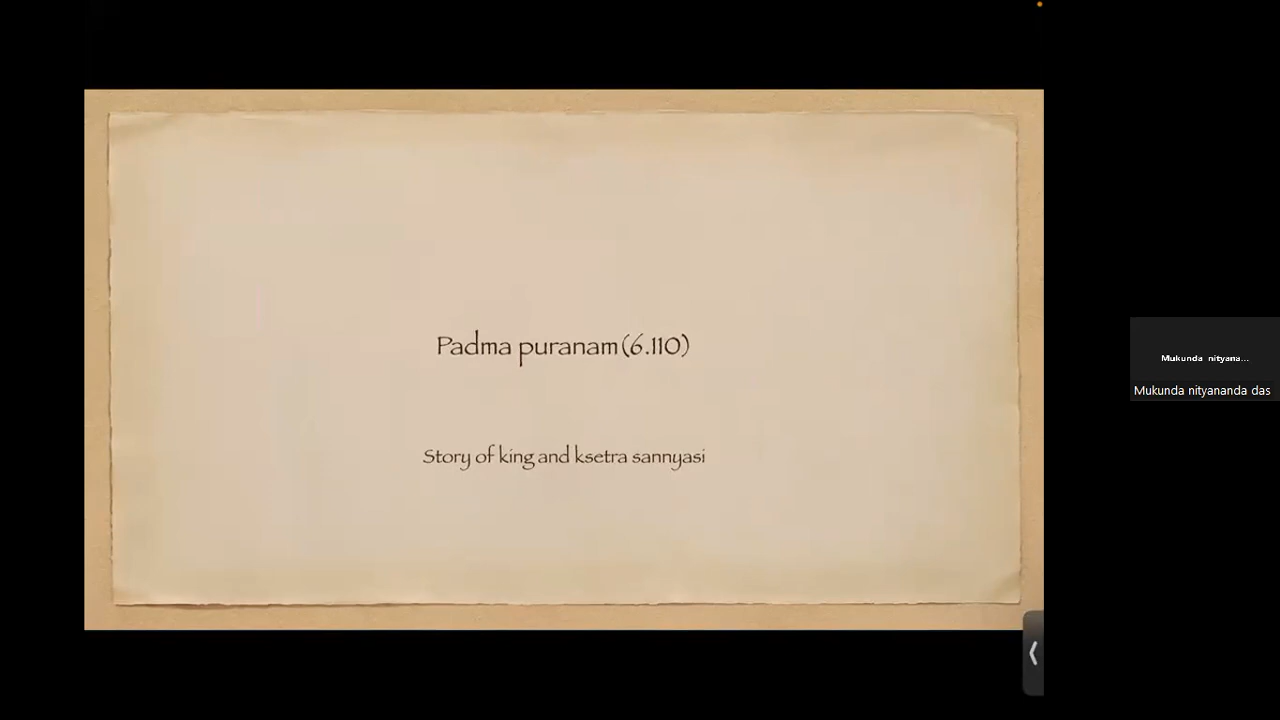 Padma puranam (6.110)
Story of king and ksetra sannyasi
Mukunda nityana...
Mukunda nityananda das